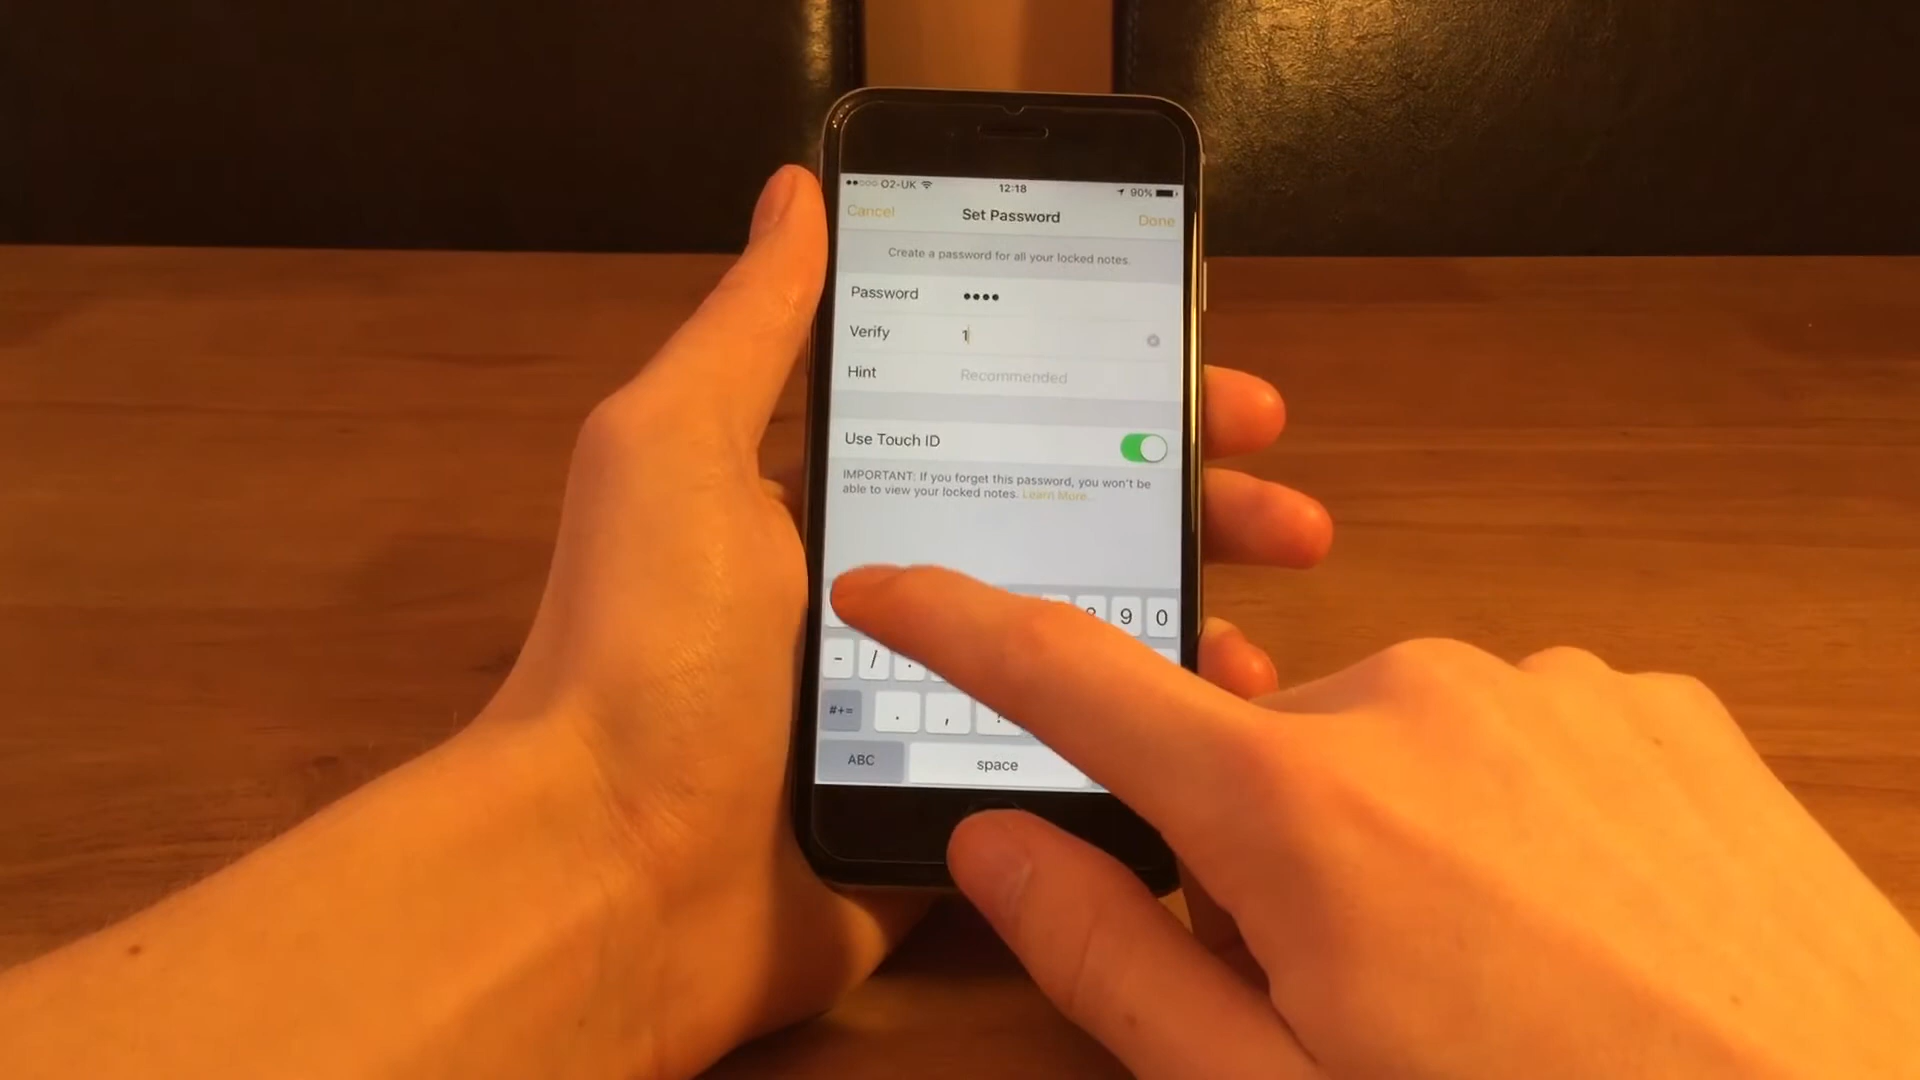 O2-UK 12:18 90%
Cancel Set Password Done
Create a password for all your locked notes.
Password ••••
Verify 1
Hint Recommended
Use Touch ID
IMPORTANT: If you forget this password, you won't be
able to view your locked notes. Learn More...
9 0
- /
#+= . ,
ABC space